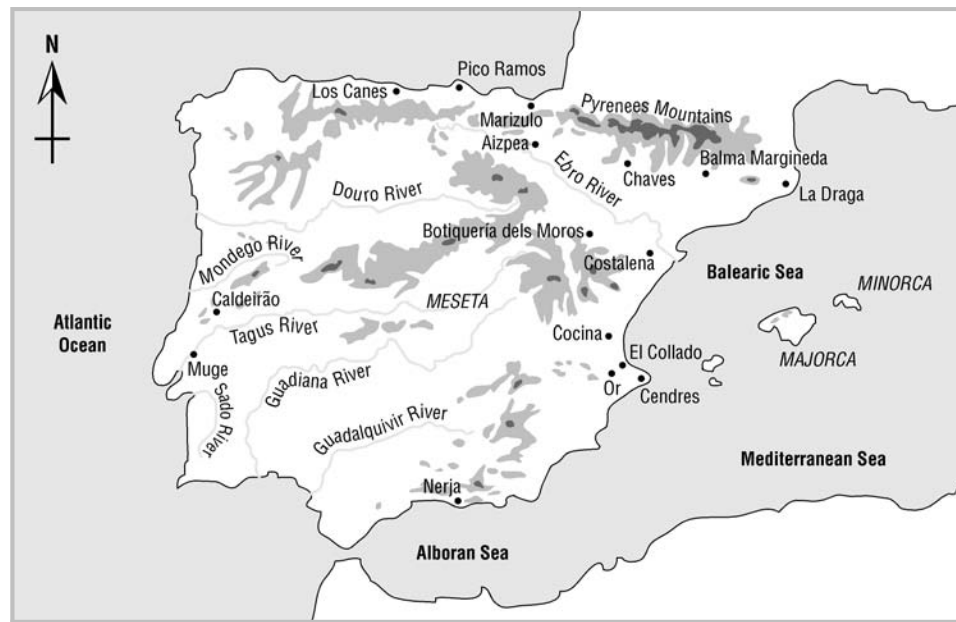 N
Pico Ramos
Los Canes
Marizulo
Pyrenees Mountains
Aizpea
Ebro River
Chaves
Balma Margineda
La Draga
Douro River
Botiquería dels Moros
Mondego River
Costalena
Balearic Sea
MINORCA
Caldeirão
MESETA
Atlantic
Ocean
Tagus River
Cocina
MAJORCA
Muge
El Collado
Guadiana River
Or
Cendres
Sado River
Guadalquivir River
Mediterranean Sea
Nerja
Alboran Sea